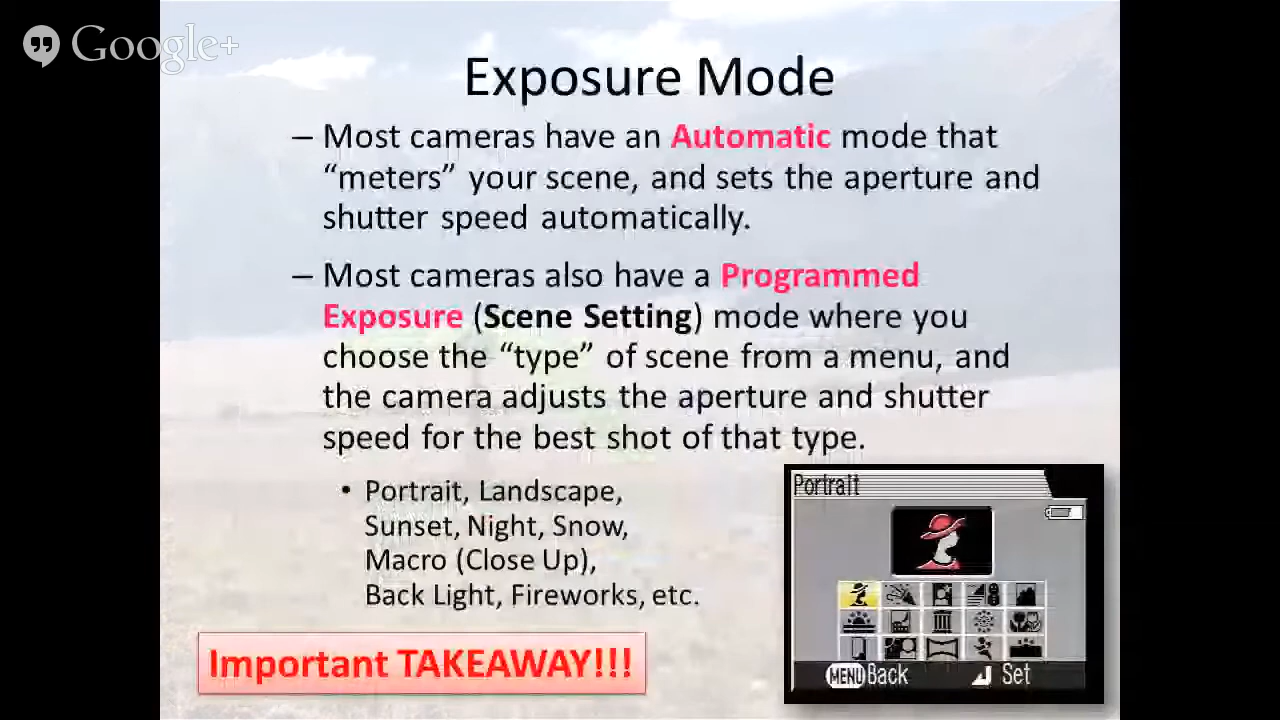 Google+
Exposure Mode
– Most cameras have an Automatic mode that
“meters” your scene, and sets the aperture and
shutter speed automatically.
– Most cameras also have a Programmed
Exposure (Scene Setting) mode where you
choose the “type” of scene from a menu, and
the camera adjusts the aperture and shutter
speed for the best shot of that type.
• Portrait, Landscape,
Sunset, Night, Snow,
Macro (Close Up),
Back Light, Fireworks, etc.
Important TAKEAWAY!!!
Portrait
MENU Back
Set